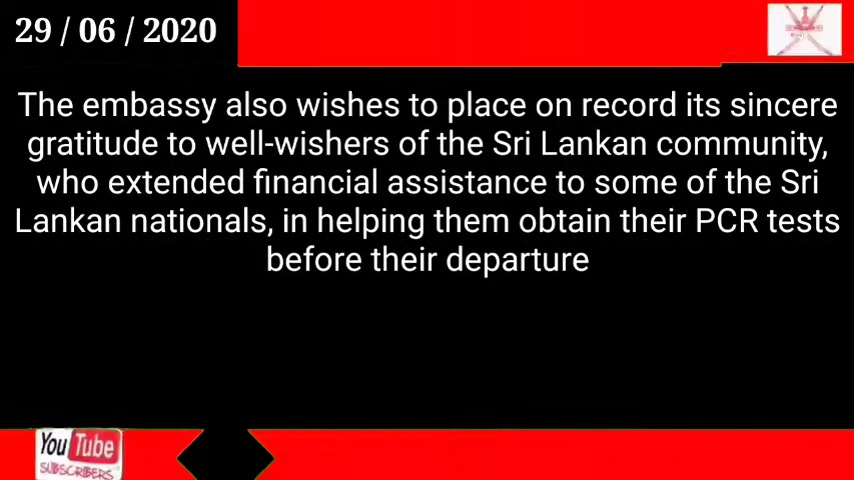 29 / 06 / 2020
The embassy also wishes to place on record its sincere
gratitude to well-wishers of the Sri Lankan community,
who extended financial assistance to some of the Sri
Lankan nationals, in helping them obtain their PCR tests
before their departure
YouTube
SUBSCRIBERS